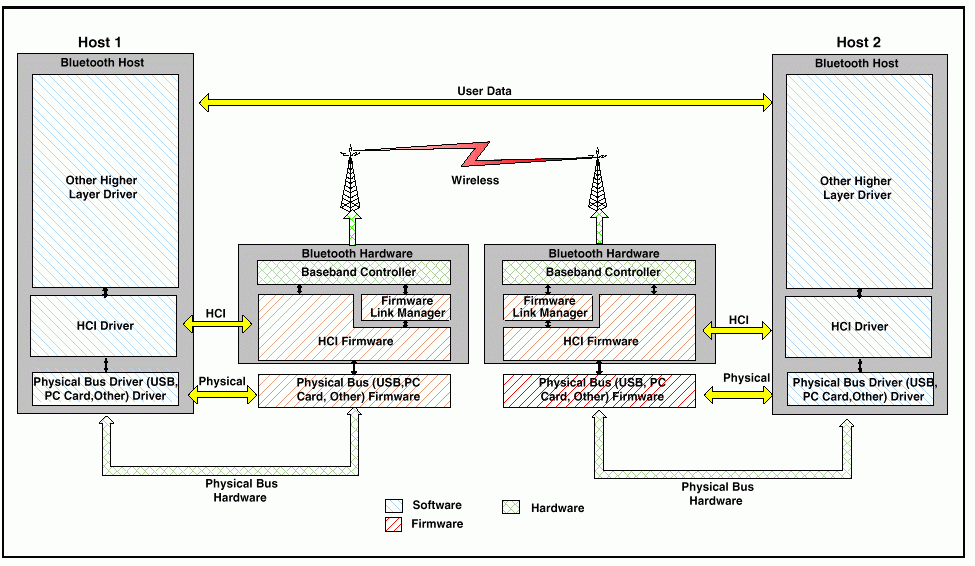 Host 1
Host 2
Bluetooth Host
Bluetooth Host
User Data
Other Higher
Layer Driver
Wireless
Other Higher
Layer Driver
Bluetooth Hardware
Baseband Controller
Bluetooth Hardware
Baseband Controller
HCI Driver
HCI
Firmware
Link Manager
HCI Firmware
Firmware
Link Manager
HCI Firmware
HCI
HCI Driver
Physical Bus Driver (USB,
PC Card,Other) Driver
Physical
Physical Bus (USB,PC
Card, Other) Firmware
Physical Bus (USB, PC
Card, Other) Firmware
Physical
Physical Bus Driver (USB,
PC Card,Other) Driver
Physical Bus
Hardware
Physical Bus
Hardware
Software
Hardware
Firmware